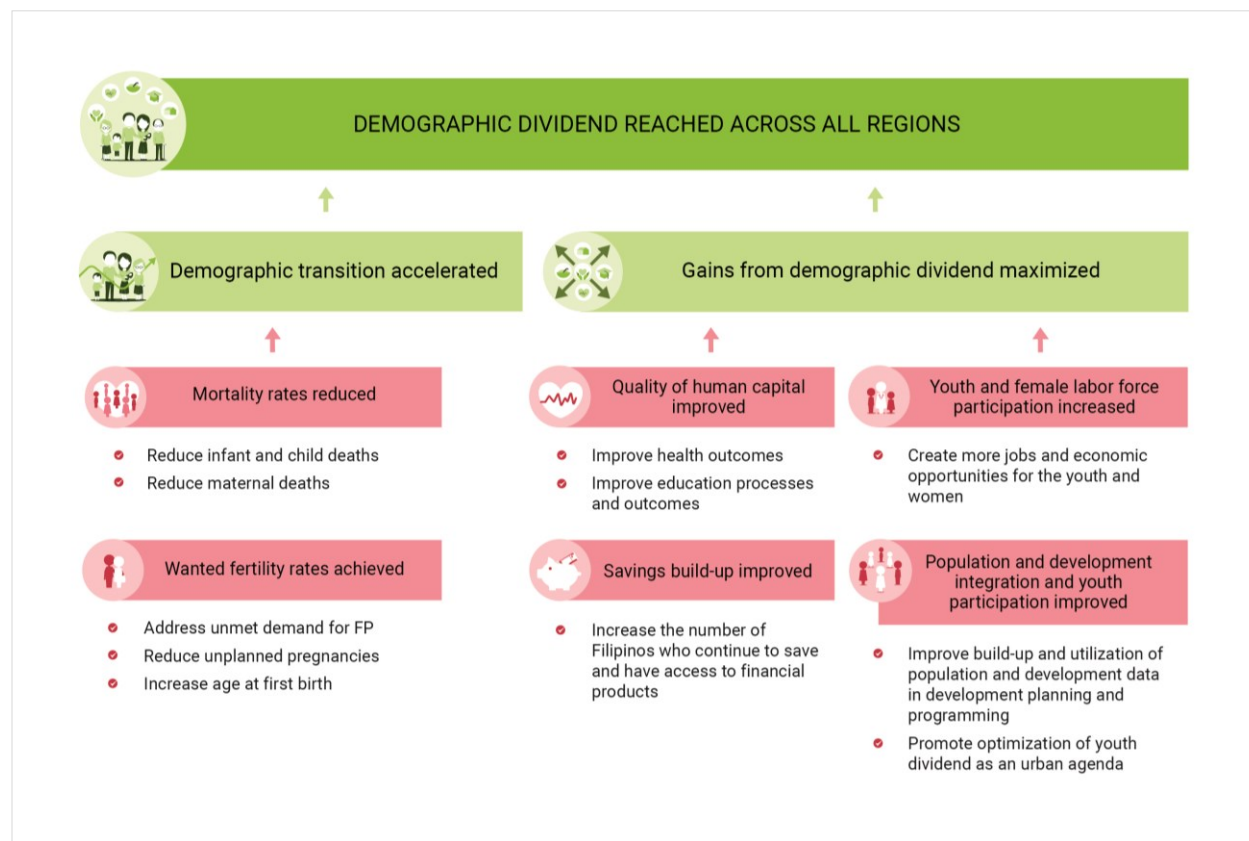 DEMOGRAPHIC DIVIDEND REACHED ACROSS ALL REGIONS
Demographic transition accelerated
Gains from demographic dividend maximized
Mortality rates reduced
Reduce infant and child deaths
Reduce maternal deaths
Wanted fertility rates achieved
Address unmet demand for FP
Reduce unplanned pregnancies
Increase age at first birth
Quality of human capital
improved
Improve health outcomes
Improve education processes
and outcomes
Savings build-up improved
Increase the number of
Filipinos who continue to save
and have access to financial
products
Youth and female labor force
participation increased
Create more jobs and economic
opportunities for the youth and
women
Population and development
integration and youth
participation improved
Improve build-up and utilization of
population and development data
in development planning and
programming
Promote optimization of youth
dividend as an urban agenda